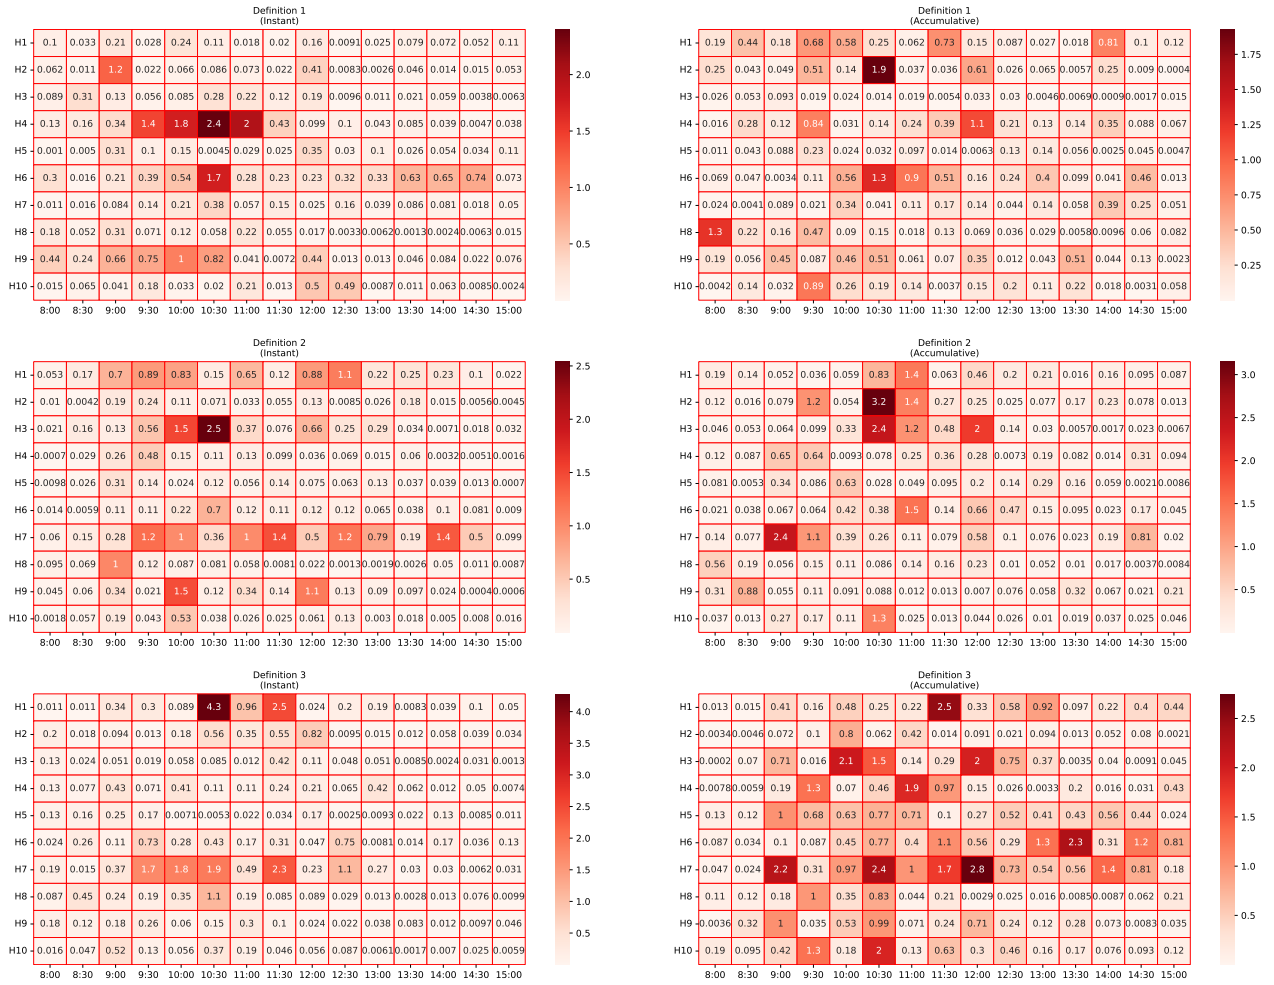 Definition 1
(Instant)
H1 0.1 0.033 0.21 0.028 0.24 0.11 0.018 0.02 0.16 0.0091 0.025 0.079 0.072 0.052 0.11
H2 0.062 0.011 1.2 0.022 0.066 0.086 0.073 0.022 0.41 0.0083 0.0026 0.046 0.014 0.015 0.053
H3 0.089 0.31 0.13 0.056 0.085 0.28 0.22 0.12 0.19 0.0096 0.011 0.021 0.059 0.0038 0.0063
H4 0.13 0.16 0.34 1.4 1.8 2.4 2 0.43 0.099 0.1 0.043 0.085 0.039 0.0047 0.038
H5 0.001 0.005 0.31 0.1 0.15 0.0045 0.029 0.025 0.35 0.03 0.1 0.026 0.054 0.034 0.11
H6 0.3 0.016 0.21 0.39 0.54 1.7 0.28 0.23 0.23 0.32 0.33 0.63 0.65 0.74 0.073
H7 0.011 0.016 0.084 0.14 0.21 0.38 0.057 0.15 0.025 0.16 0.039 0.086 0.081 0.018 0.05
H8 0.18 0.052 0.31 0.071 0.12 0.058 0.22 0.055 0.017 0.0033 0.0062 0.0013 0.0024 0.0063 0.015
H9 0.44 0.24 0.66 0.75 1 0.82 0.041 0.0072 0.44 0.013 0.013 0.046 0.084 0.022 0.076
H10 0.015 0.065 0.041 0.18 0.033 0.02 0.21 0.013 0.5 0.49 0.0087 0.011 0.063 0.0085 0.0024
8:00 8:30 9:00 9:30 10:00 10:30 11:00 11:30 12:00 12:30 13:00 13:30 14:00 14:30 15:00
2.0
1.5
1.0
0.5
Definition 1
(Accumulative)
H1 0.19 0.44 0.18 0.68 0.58 0.25 0.062 0.73 0.15 0.087 0.027 0.018 0.81 0.1 0.12
H2 0.25 0.043 0.049 0.51 0.14 1.9 0.037 0.036 0.61 0.026 0.065 0.0057 0.25 0.009 0.0004
H3 0.026 0.053 0.093 0.019 0.024 0.014 0.019 0.0054 0.033 0.03 0.0046 0.0069 0.0009 0.0017 0.015
H4 0.016 0.28 0.12 0.84 0.31 0.11 0.24 0.39 1.1 0.21 0.13 0.14 0.35 0.088 0.067
H5 0.011 0.043 0.088 0.23 0.024 0.032 0.097 0.014 0.0063 0.13 0.14 0.056 0.0025 0.045 0.0047
H6 0.069 0.047 0.0034 0.11 0.56 1.3 0.9 0.51 0.16 0.24 0.4 0.099 0.041 0.46 0.013
H7 0.024 0.0041 0.089 0.021 0.34 0.041 0.11 0.17 0.14 0.044 0.14 0.058 0.39 0.25 0.051
H8 1.3 0.22 0.16 0.47 0.09 0.15 0.018 0.13 0.069 0.13 0.036 0.0058 0.0096 0.06 0.082
H9 0.19 0.056 0.45 0.087 0.46 0.51 0.061 0.07 0.35 0.012 0.043 0.51 0.044 0.13 0.0023
H10 0.0042 0.14 0.032 0.89 0.26 0.19 0.14 0.0037 0.15 0.2 0.11 0.22 0.018 0.0031 0.058
8:00 8:30 9:00 9:30 10:00 10:30 11:00 11:30 12:00 12:30 13:00 13:30 14:00 14:30 15:00
1.75
1.50
1.25
1.00
0.75
0.50
0.25
Definition 2
(Instant)
H1 0.053 0.17 0.7 0.89 0.83 0.15 0.65 0.12 0.88 1.1 0.22 0.25 0.23 0.1 0.022
H2 0.01 0.0042 0.19 0.24 0.11 0.071 0.033 0.055 0.13 0.0085 0.026 0.18 0.015 0.0056 0.0045
H3 0.021 0.16 0.13 0.56 1.5 2.5 0.37 0.076 0.66 0.25 0.29 0.034 0.0071 0.018 0.032
H4 0.0007 0.029 0.26 0.48 0.15 0.11 0.13 0.099 0.036 0.069 0.015 0.06 0.0032 0.0051 0.0016
H5 0.0098 0.026 0.31 0.14 0.024 0.12 0.056 0.14 0.075 0.063 0.13 0.037 0.039 0.013 0.0007
H6 0.014 0.0059 0.11 0.11 0.22 0.7 0.12 0.11 0.12 0.12 0.065 0.038 0.1 0.081 0.009
H7 0.06 0.15 0.28 1.2 1 0.36 1 1.4 0.5 1.2 0.79 0.19 1.4 0.5 0.099
H8 0.095 0.069 1 0.12 0.087 0.081 0.058 0.0081 0.022 0.0013 0.0019 0.0026 0.05 0.011 0.0087
H9 0.045 0.06 0.34 0.021 1.5 0.12 0.34 0.14 1.1 0.13 0.09 0.097 0.024 0.0004 0.0006
H10 0.0018 0.057 0.19 0.043 0.53 0.038 0.026 0.025 0.061 0.13 0.003 0.018 0.005 0.008 0.016
8:00 8:30 9:00 9:30 10:00 10:30 11:00 11:30 12:00 12:30 13:00 13:30 14:00 14:30 15:00
2.5
2.0
1.5
1.0
0.5
Definition 2
(Accumulative)
H1 0.19 0.14 0.052 0.036 0.059 0.83 1.4 0.063 0.46 0.2 0.21 0.016 0.16 0.095 0.087
H2 0.12 0.016 0.079 1.2 0.054 3.2 1.4 0.27 0.25 0.025 0.077 0.17 0.23 0.078 0.013
H3 0.046 0.053 0.064 0.099 0.33 2.4 1.2 0.48 2 0.14 0.03 0.0057 0.0017 0.023 0.0067
H4 0.12 0.087 0.65 0.64 0.0093 0.078 0.25 0.36 0.28 0.0073 0.19 0.082 0.014 0.31 0.094
H5 0.081 0.0053 0.34 0.086 0.63 0.028 0.049 0.095 0.2 0.14 0.29 0.16 0.059 0.0021 0.0086
H6 0.021 0.038 0.067 0.064 0.42 0.38 1.5 0.14 0.66 0.47 0.15 0.095 0.023 0.17 0.045
H7 0.14 0.077 2.4 1.1 0.39 0.26 0.11 0.079 0.58 0.1 0.076 0.08 0.14 0.81 0.02
H8 0.56 0.19 0.056 0.15 0.11 0.086 0.14 0.16 0.23 0.01 0.052 0.01 0.017 0.0037 0.0084
H9 0.31 0.88 0.055 0.11 0.091 0.088 0.012 0.013 0.007 0.076 0.058 0.32 0.067 0.021 0.21
H10 0.037 0.013 0.27 0.17 0.11 1.3 0.025 0.013 0.044 0.026 0.01 0.019 0.037 0.025 0.046
8:00 8:30 9:00 9:30 10:00 10:30 11:00 11:30 12:00 12:30 13:00 13:30 14:00 14:30 15:00
3.0
2.5
2.0
1.5
1.0
0.5
Definition 3
(Instant)
H1 0.011 0.011 0.34 0.3 0.089 4.3 0.96 2.5 0.024 0.2 0.19 0.0083 0.039 0.1 0.05
H2 0.2 0.018 0.094 0.013 0.18 0.56 0.35 0.55 0.82 0.0095 0.015 0.012 0.012 0.064 0.034
H3 0.13 0.024 0.051 0.019 0.058 0.085 0.012 0.42 0.11 0.048 0.051 0.0085 0.0024 0.031 0.0013
H4 0.13 0.077 0.43 0.071 0.41 0.11 0.11 0.24 0.21 0.065 0.42 0.062 0.012 0.05 0.0074
H5 0.13 0.16 0.25 0.17 0.0071 0.0053 0.022 0.034 0.17 0.0025 0.0093 0.022 0.13 0.0085 0.011
H6 0.024 0.26 0.11 0.73 0.28 0.43 0.17 0.31 0.047 0.75 0.0081 0.014 0.17 0.036 0.13
H7 0.19 0.015 0.37 1.7 1.8 1.9 0.49 2.3 0.23 1.1 0.27 0.03 0.03 0.0062 0.031
H8 0.087 0.45 0.24 0.19 0.35 1.1 0.19 0.085 0.089 0.029 0.013 0.0028 0.013 0.076 0.0099
H9 0.18 0.12 0.18 0.26 0.06 0.15 0.3 0.1 0.024 0.022 0.038 0.083 0.012 0.0097 0.046
H10 0.016 0.047 0.52 0.13 0.056 0.37 0.19 0.046 0.056 0.087 0.0061 0.0017 0.007 0.025 0.0059
8:00 8:30 9:00 9:30 10:00 10:30 11:00 11:30 12:00 12:30 13:00 13:30 14:00 14:30 15:00
4.0
3.5
3.0
2.5
2.0
1.5
1.0
0.5
Definition 3
(Accumulative)
H1 0.013 0.015 0.41 0.16 0.48 0.25 0.22 2.5 0.33 0.58 0.92 0.097 0.22 0.4 0.44
H2 0.0034 0.0046 0.072 0.1 0.8 0.062 0.42 0.014 0.091 0.021 0.094 0.013 0.052 0.08 0.0021
H3 0.0002 0.07 0.71 0.016 2.1 1.5 0.14 0.29 2 0.75 0.37 0.0035 0.04 0.0091 0.045
H4 0.0078 0.0059 0.19 1.3 0.07 0.46 1.9 0.97 0.15 0.026 0.0033 0.2 0.016 0.031 0.43
H5 0.13 0.12 1 0.68 0.63 0.77 0.71 0.1 0.27 0.52 0.41 0.43 0.56 0.44 0.024
H6 0.087 0.034 0.1 0.087 0.45 0.77 0.4 1.1 0.56 0.29 1.3 2.3 0.31 1.2 0.81
H7 0.047 0.024 2.2 0.21 0.97 2.4 1 1.7 2.8 0.73 0.54 0.56 1.4 0.81 0.18
H8 0.11 0.12 0.18 1 0.35 0.83 0.044 0.21 0.0029 0.025 0.016 0.0085 0.0087 0.062 0.21
H9 0.0036 0.32 1 0.035 0.53 0.99 0.071 0.24 0.71 0.24 0.12 0.28 0.073 0.083 0.035
H10 0.19 0.095 0.42 1.3 0.18 2 0.13 0.63 0.3 0.46 0.16 0.17 0.076 0.093 0.12
8:00 8:30 9:00 9:30 10:00 10:30 11:00 11:30 12:00 12:30 13:00 13:30 14:00 14:30 15:00
2.5
2.0
1.5
1.0
0.5